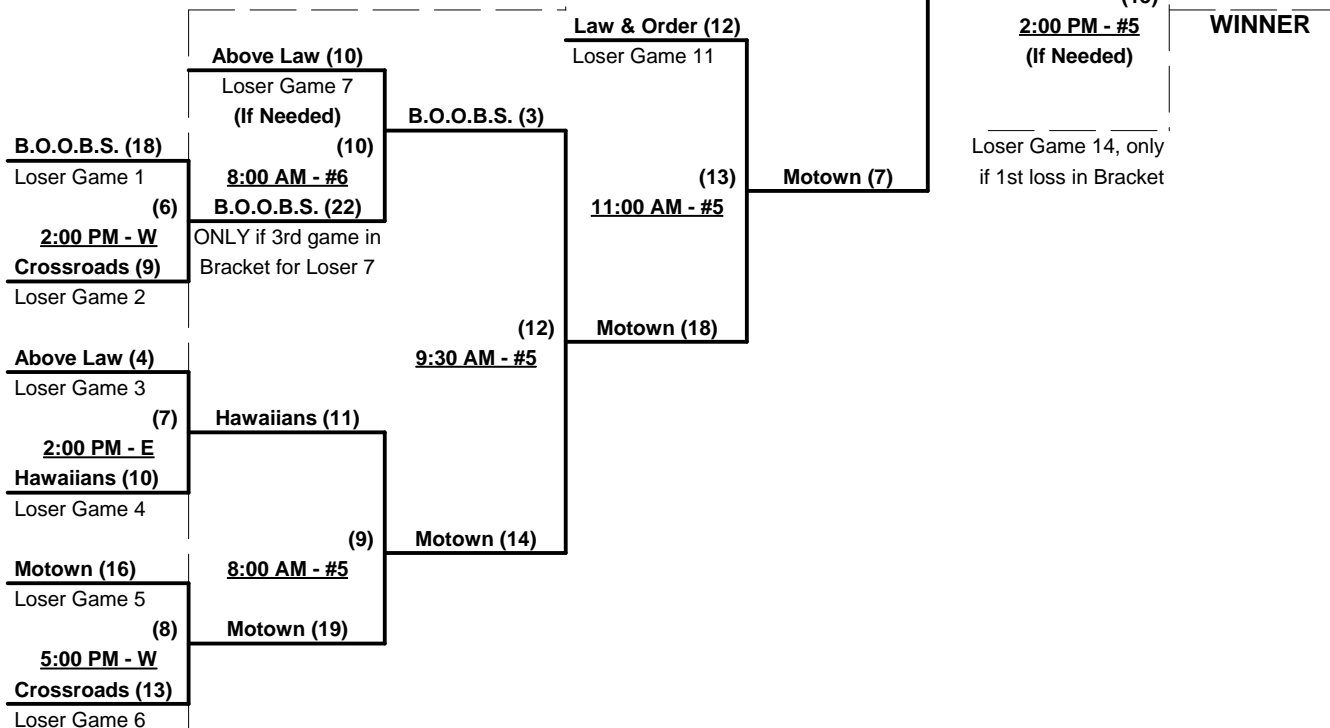 Law & Order (12)
2:00 PM - #5
WINNER
Above Law (10)
Loser Game 11
(If Needed)
Loser Game 7
(If Needed)
B.O.O.B.S. (3)
B.O.O.B.S. (18)
(10)
Loser Game 14, only
Loser Game 1
8:00 AM - #6
(13)
Motown (7)
if 1st loss in Bracket
(6)
B.O.O.B.S. (22)
11:00 AM - #5
2:00 PM - W
ONLY if 3rd game in
Crossroads (9)
Bracket for Loser 7
Loser Game 2
(12)
Motown (18)
Above Law (4)
9:30 AM - #5
Loser Game 3
(7)
Hawaiians (11)
2:00 PM - E
Hawaiians (10)
Loser Game 4
(9)
Motown (14)
Motown (16)
8:00 AM - #5
Loser Game 5
(8)
Motown (19)
5:00 PM - W
Crossroads (13)
Loser Game 6